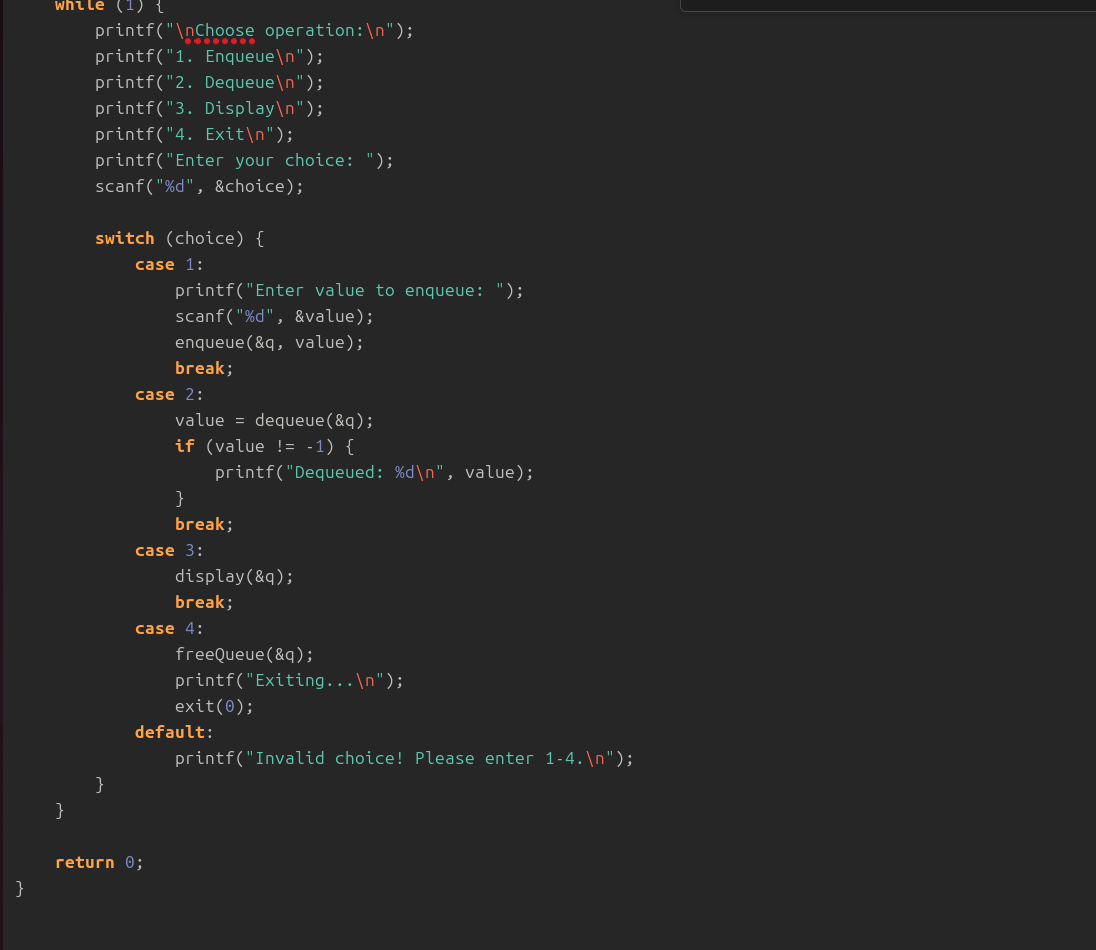 while (1) {
        printf("\nChoose operation:\n");
        printf("1. Enqueue\n");
        printf("2. Dequeue\n");
        printf("3. Display\n");
        printf("4. Exit\n");
        printf("Enter your choice: ");
        scanf("%d", &choice);

        switch (choice) {
            case 1:
                printf("Enter value to enqueue: ");
                scanf("%d", &value);
                enqueue(&q, value);
                break;
            case 2:
                value = dequeue(&q);
                if (value != -1) {
                    printf("Dequeued: %d\n", value);
                }
                break;
            case 3:
                display(&q);
                break;
            case 4:
                freeQueue(&q);
                printf("Exiting...\n");
                exit(0);
            default:
                printf("Invalid choice! Please enter 1-4.\n");
        }
    }

    return 0;
}